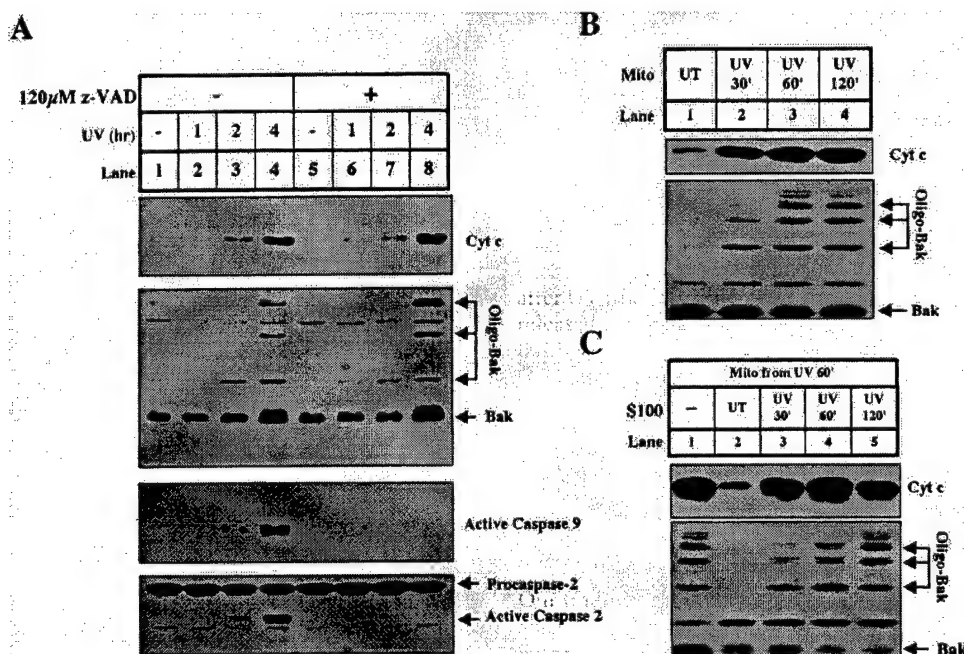 A
120µM z-VAD - +
UV (hr) - 1 2 4 - 1 2 4
Lane 1 2 3 4 5 6 7 8
Cyt c
Oligo-Bak
Bak
Active Caspase 9
Procaspase-2
Active Caspase 2
B
Mito UT UV 30' UV 60' UV 120'
Lane 1 2 3 4
Cyt c
Oligo-Bak
Bak
C
Mito from UV 60'
S100 - UT UV 30' UV 60' UV 120'
Lane 1 2 3 4 5
Cyt c
Oligo-Bak
Bak